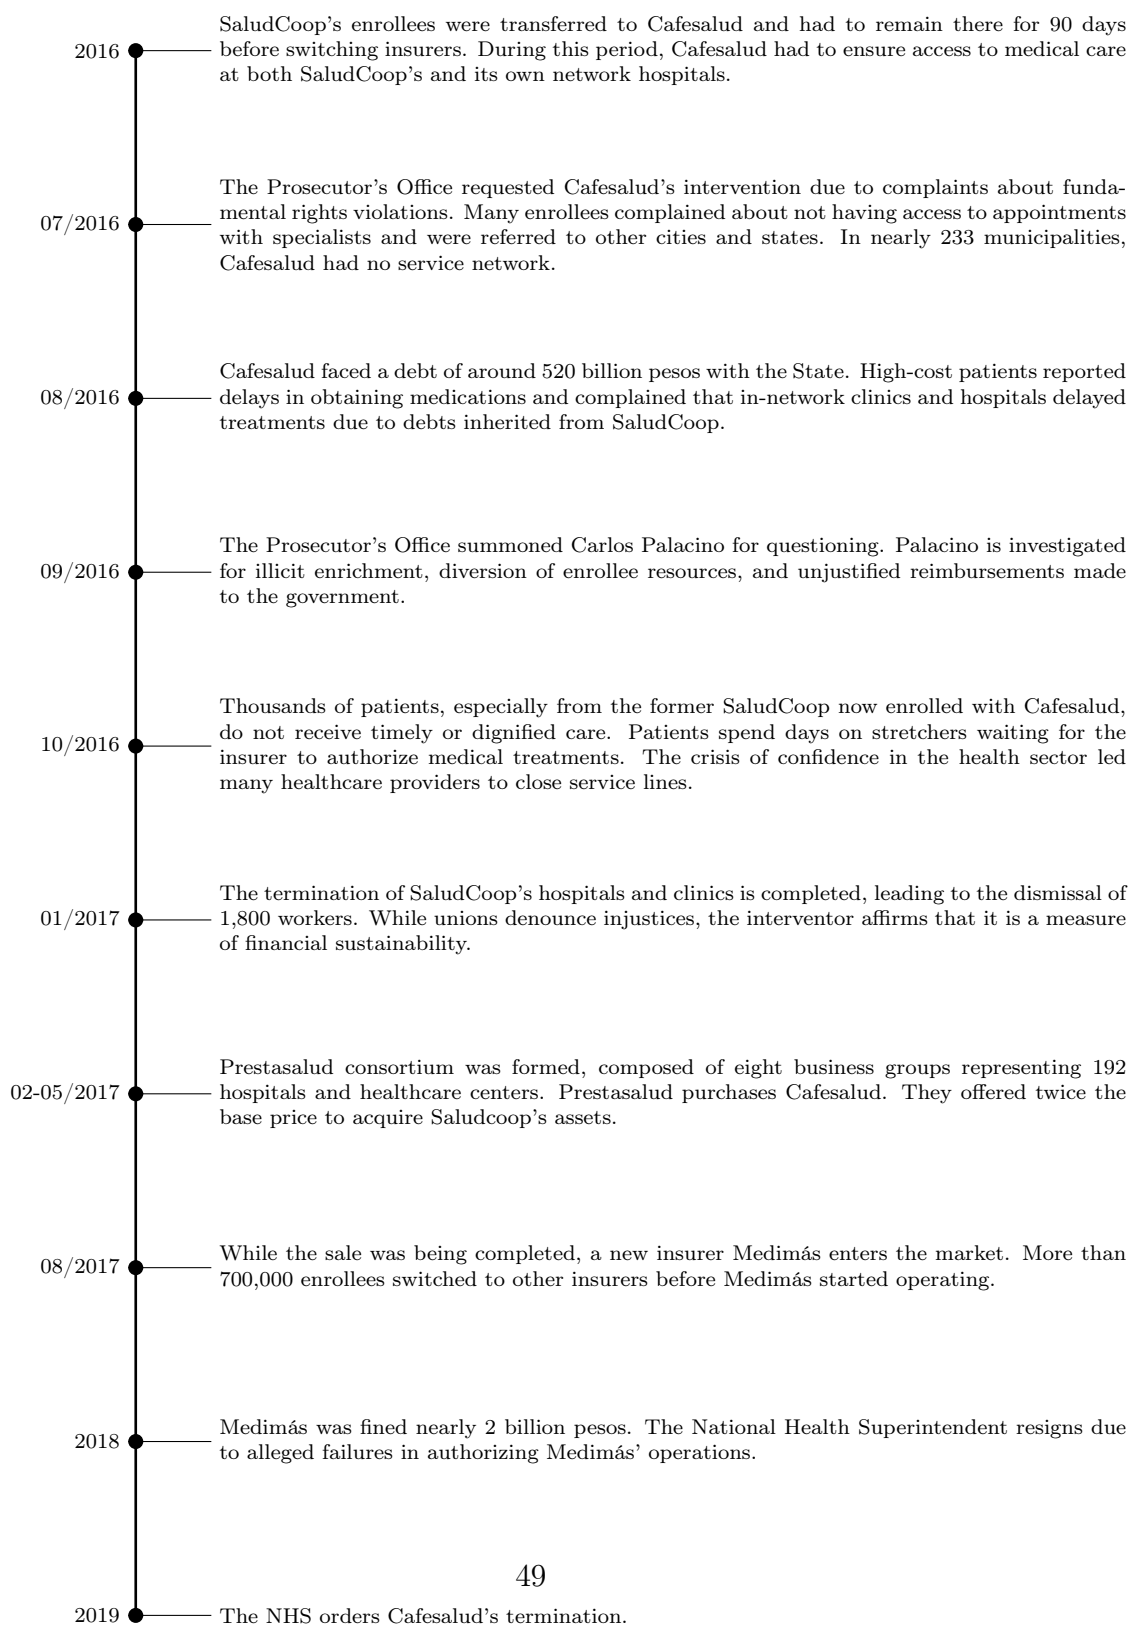 SaludCoop’s enrollees were transferred to Cafesalud and had to remain there for 90 days
2016 before switching insurers. During this period, Cafesalud had to ensure access to medical care
at both SaludCoop’s and its own network hospitals.
The Prosecutor’s Office requested Cafesalud’s intervention due to complaints about funda-
mental rights violations. Many enrollees complained about not having access to appointments
07/2016
with specialists and were referred to other cities and states. In nearly 233 municipalities,
Cafesalud had no service network.
Cafesalud faced a debt of around 520 billion pesos with the State. High-cost patients reported
08/2016 delays in obtaining medications and complained that in-network clinics and hospitals delayed
treatments due to debts inherited from SaludCoop.
The Prosecutor’s Office summoned Carlos Palacino for questioning. Palacino is investigated
09/2016 for illicit enrichment, diversion of enrollee resources, and unjustified reimbursements made
to the government.
Thousands of patients, especially from the former SaludCoop now enrolled with Cafesalud,
do not receive timely or dignified care. Patients spend days on stretchers waiting for the
10/2016
insurer to authorize medical treatments. The crisis of confidence in the health sector led
many healthcare providers to close service lines.
The termination of SaludCoop’s hospitals and clinics is completed, leading to the dismissal of
01/2017 1,800 workers. While unions denounce injustices, the interventor affirms that it is a measure
of financial sustainability.
Prestasalud consortium was formed, composed of eight business groups representing 192
02-05/2017 hospitals and healthcare centers. Prestasalud purchases Cafesalud. They offered twice the
base price to acquire Saludcoop’s assets.
While the sale was being completed, a new insurer Medimás enters the market. More than
08/2017
700,000 enrollees switched to other insurers before Medimás started operating.
Medimás was fined nearly 2 billion pesos. The National Health Superintendent resigns due
2018
to alleged failures in authorizing Medimás’ operations.
49
2019 The NHS orders Cafesalud’s termination.